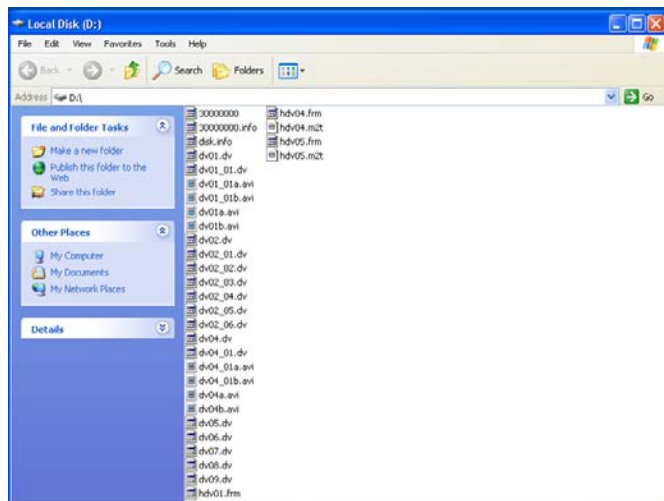 Local Disk (D:)
File Edit View Favorites Tools Help
Back Search Folders
Address D:\ Go
File and Folder Tasks
Make a new folder
Publish this folder to the
Web
Share this folder
Other Places
My Computer
My Documents
My Network Places
Details
30000000
30000000.info
disk.info
dv01.dv
dv01_01.dv
dv01_01a.avi
dv01_01b.avi
dv01a.avi
dv01b.avi
dv02.dv
dv02_01.dv
dv02_02.dv
dv02_03.dv
dv02_04.dv
dv02_05.dv
dv02_06.dv
dv04.dv
dv04_01.dv
dv04_01a.avi
dv04_01b.avi
dv04a.avi
dv04b.avi
dv05.dv
dv06.dv
dv07.dv
dv08.dv
dv09.dv
hdv01.frm
hdv04.frm
hdv04.m2t
hdv05.frm
hdv05.m2t